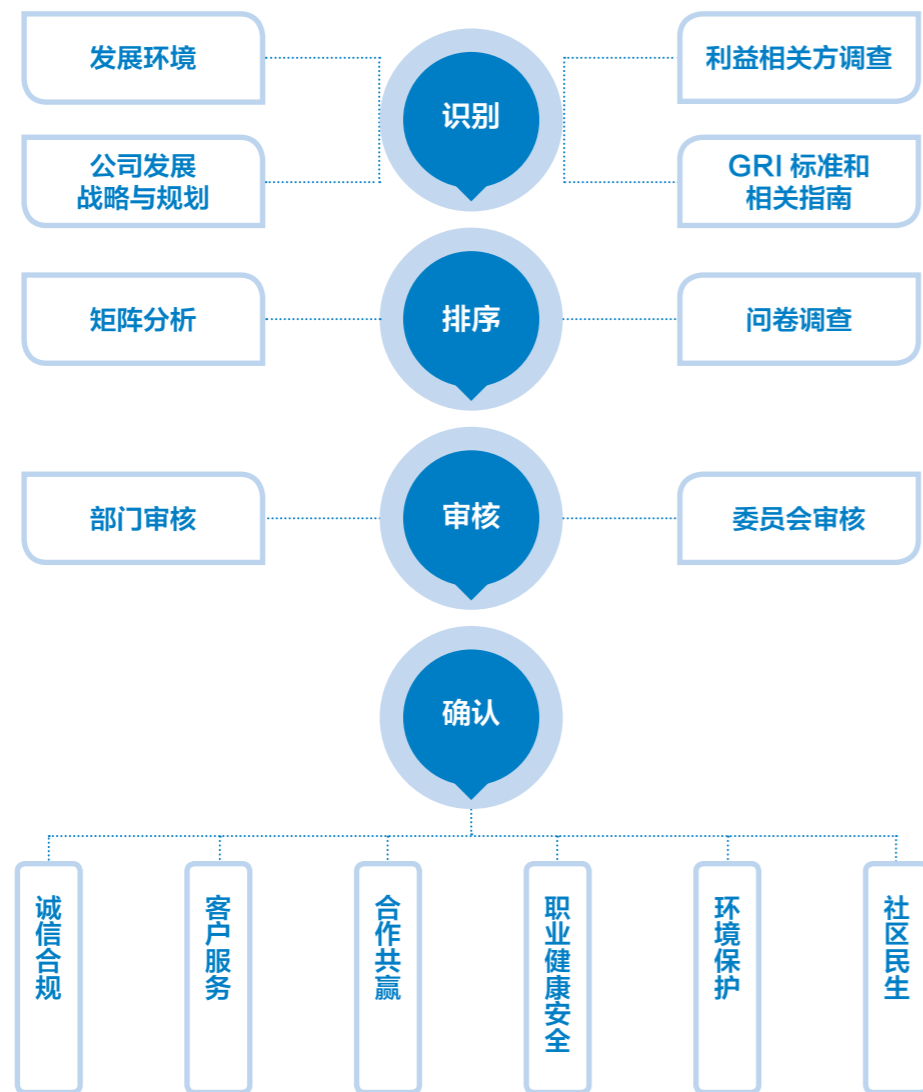 发展环境
识别
利益相关方调查
公司发展
战略与规划
GRI 标准和
相关指南
矩阵分析
排序
问卷调查
部门审核
审核
委员会审核
确认
诚信合规
客户服务
合作共赢
职业健康安全
环境保护
社区民生